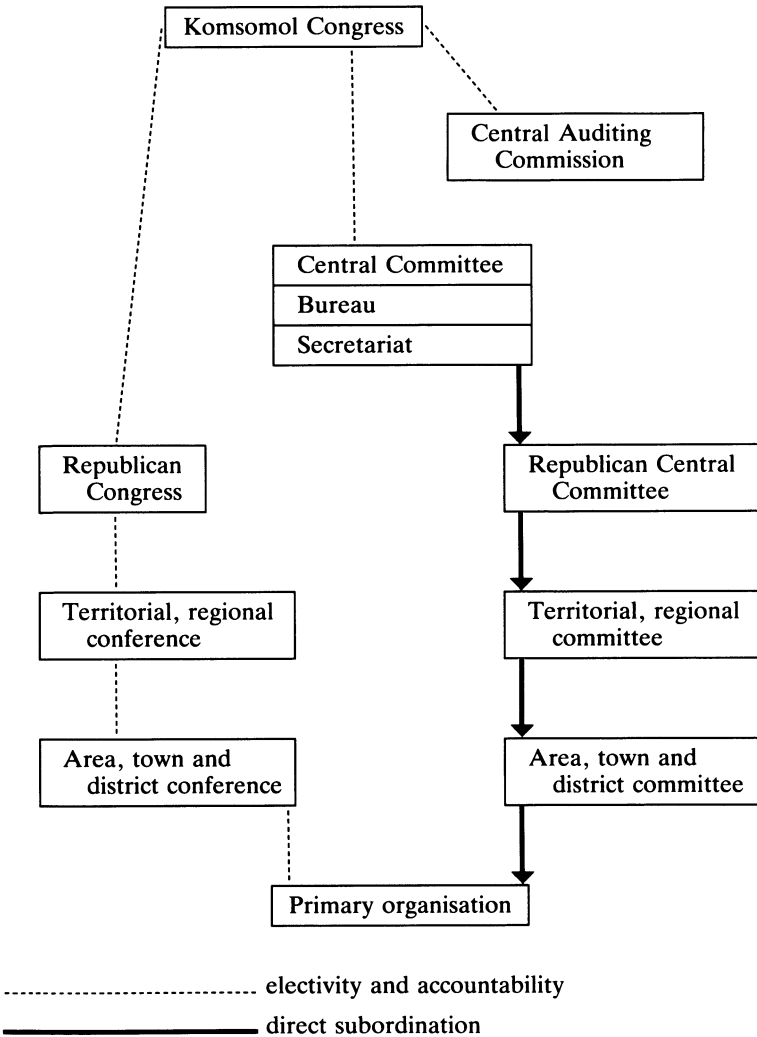 Komsomol Congress
Central Auditing
Commission
Central Committee
Bureau
Secretariat
Republican
Congress
Republican Central
Committee
Territorial, regional
conference
Territorial, regional
committee
Area, town and
district conference
Area, town and
district committee
Primary organisation
electivity and accountability
direct subordination